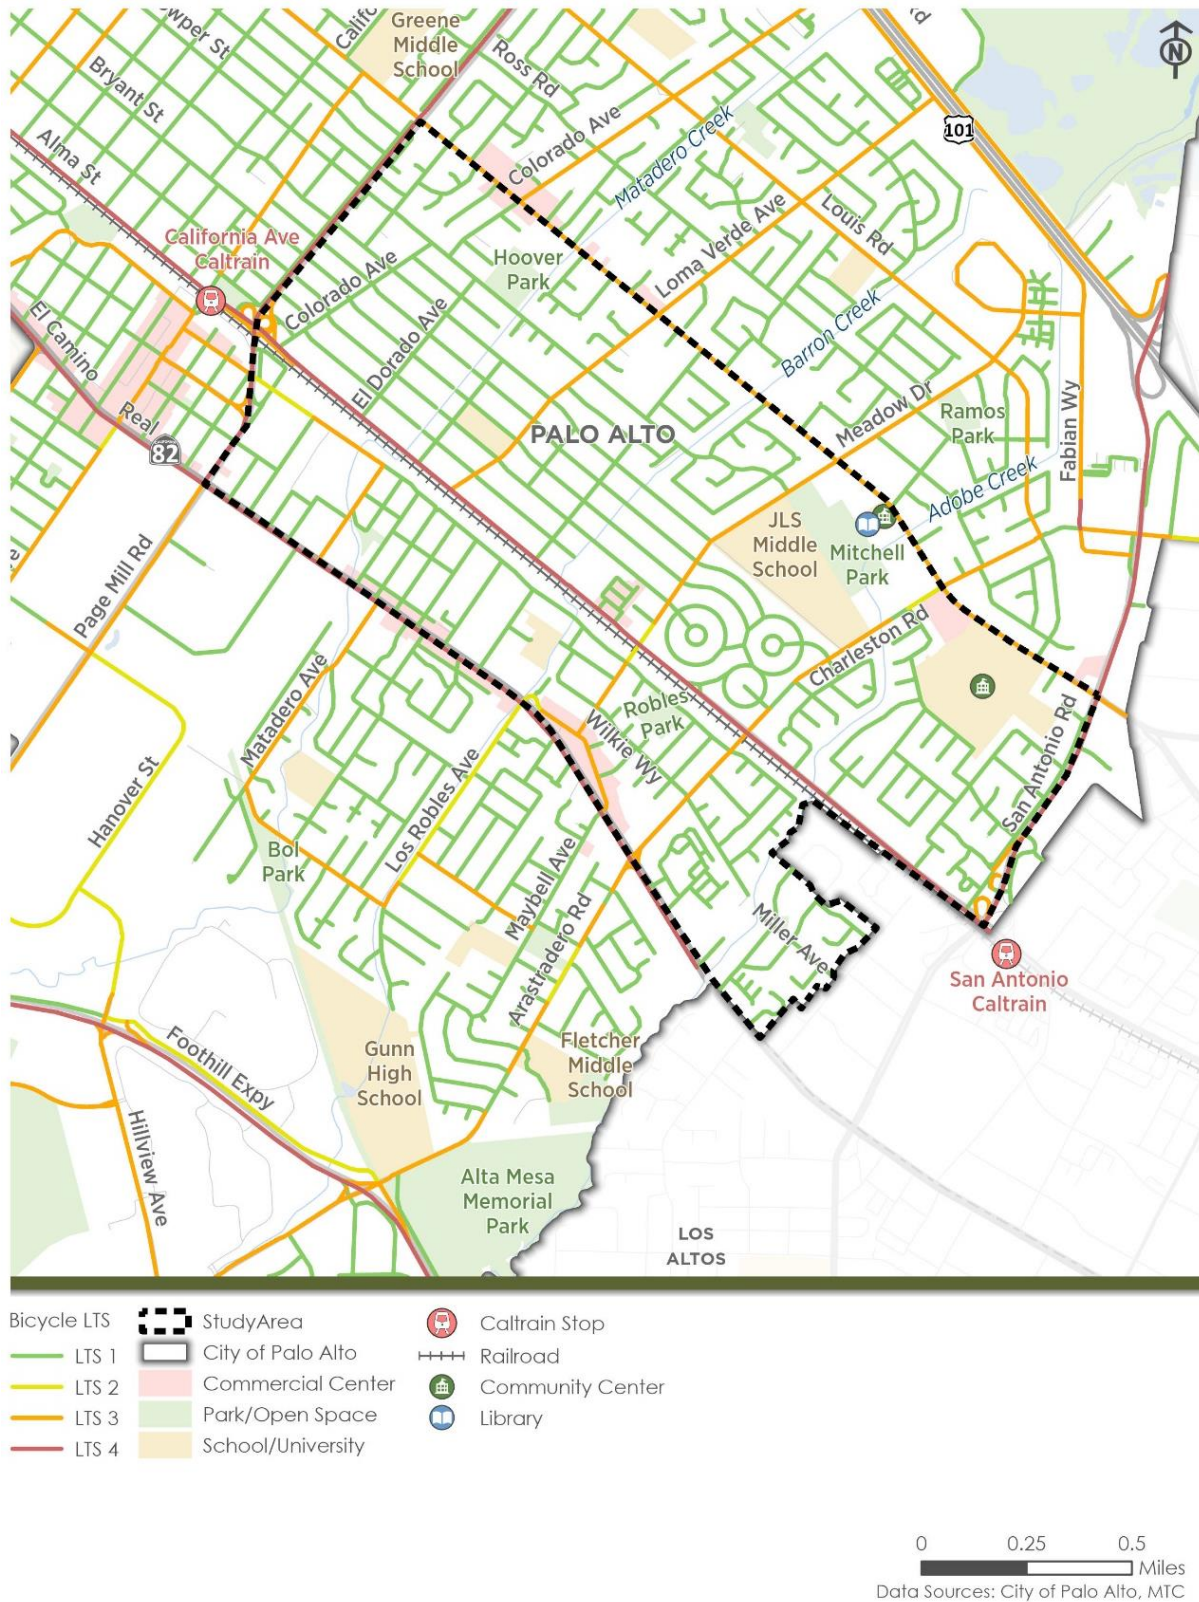 Greene
Middle
School
Ross Rd
Rd
Cowper St
Bryant St
Alma St
Colorado Ave
Matadero Creek
101
N
California Ave
Caltrain
Colorado Ave
El Dorado Ave
Hoover
Park
Loma Verde Ave
Louis Rd
Barron Creek
El Camino
Real
82
PALO ALTO
Meadow Dr
Ramos
Park
Fabian Wy
Adobe Creek
JLS
Middle
School
Mitchell
Park
Page Mill Rd
Charleston Rd
Matadero Ave
Robles
Park
Wilkie Wy
San Antonio Rd
Hanover St
Los Robles Ave
Bol
Park
Maybell Ave
Arastradero Rd
Miller Ave
San Antonio
Caltrain
Foothill Expy
Gunn
High
School
Fletcher
Middle
School
Hillview Ave
Alta Mesa
Memorial
Park
LOS
ALTOS
Bicycle LTS
LTS 1
LTS 2
LTS 3
LTS 4
StudyArea
City of Palo Alto
Commercial Center
Park/Open Space
School/University
Caltrain Stop
Railroad
Community Center
Library
0 0.25 0.5
Miles
Data Sources: City of Palo Alto, MTC